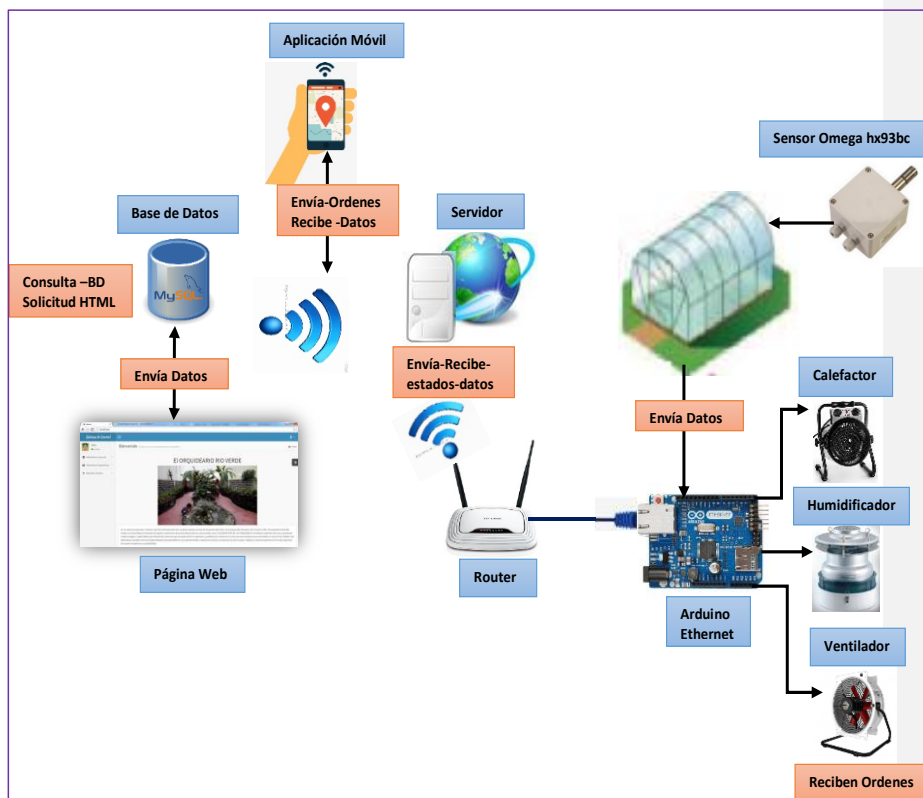 Aplicación Móvil
Sensor Omega hx93bc
Envía-Ordenes
Recibe -Datos
Base de Datos
Servidor
Consulta –BD
Solicitud HTML
MySQL
Envía-Recibe-
estados-datos
Envía Datos
Calefactor
Envía Datos
El ORQUIDEARIO RIO VERDE
Humidificador
Página Web
Router
Arduino
Ethernet
Ventilador
Reciben Ordenes